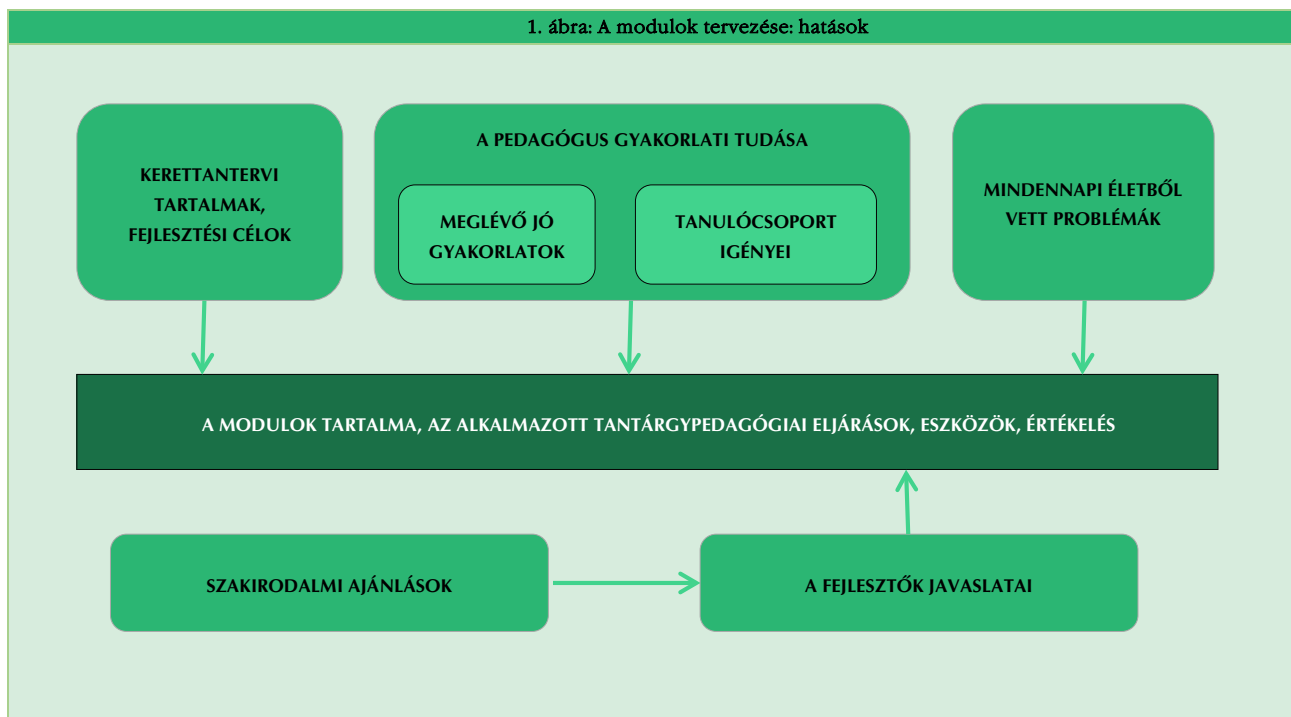 1. ábra: A modulok tervezése: hatások
KERETTANTERVI
TARTALMAK,
FEJLESZTÉSI CÉLOK
A PEDAGÓGUS GYAKORLATI TUDÁSA
MEGLÉVŐ JÓ
GYAKORLATOK
TANULÓCSOPORT
IGÉNYEI
MINDENNAPI ÉLETBŐL
VETT PROBLÉMÁK
A MODULOK TARTALMA, AZ ALKALMAZOTT TANTÁRGYPEDAGÓGIAI ELJÁRÁSOK, ESZKÖZÖK, ÉRTÉKELÉS
SZAKIRODALMI AJÁNLÁSOK
A FEJLESZTŐK JAVASLATAI